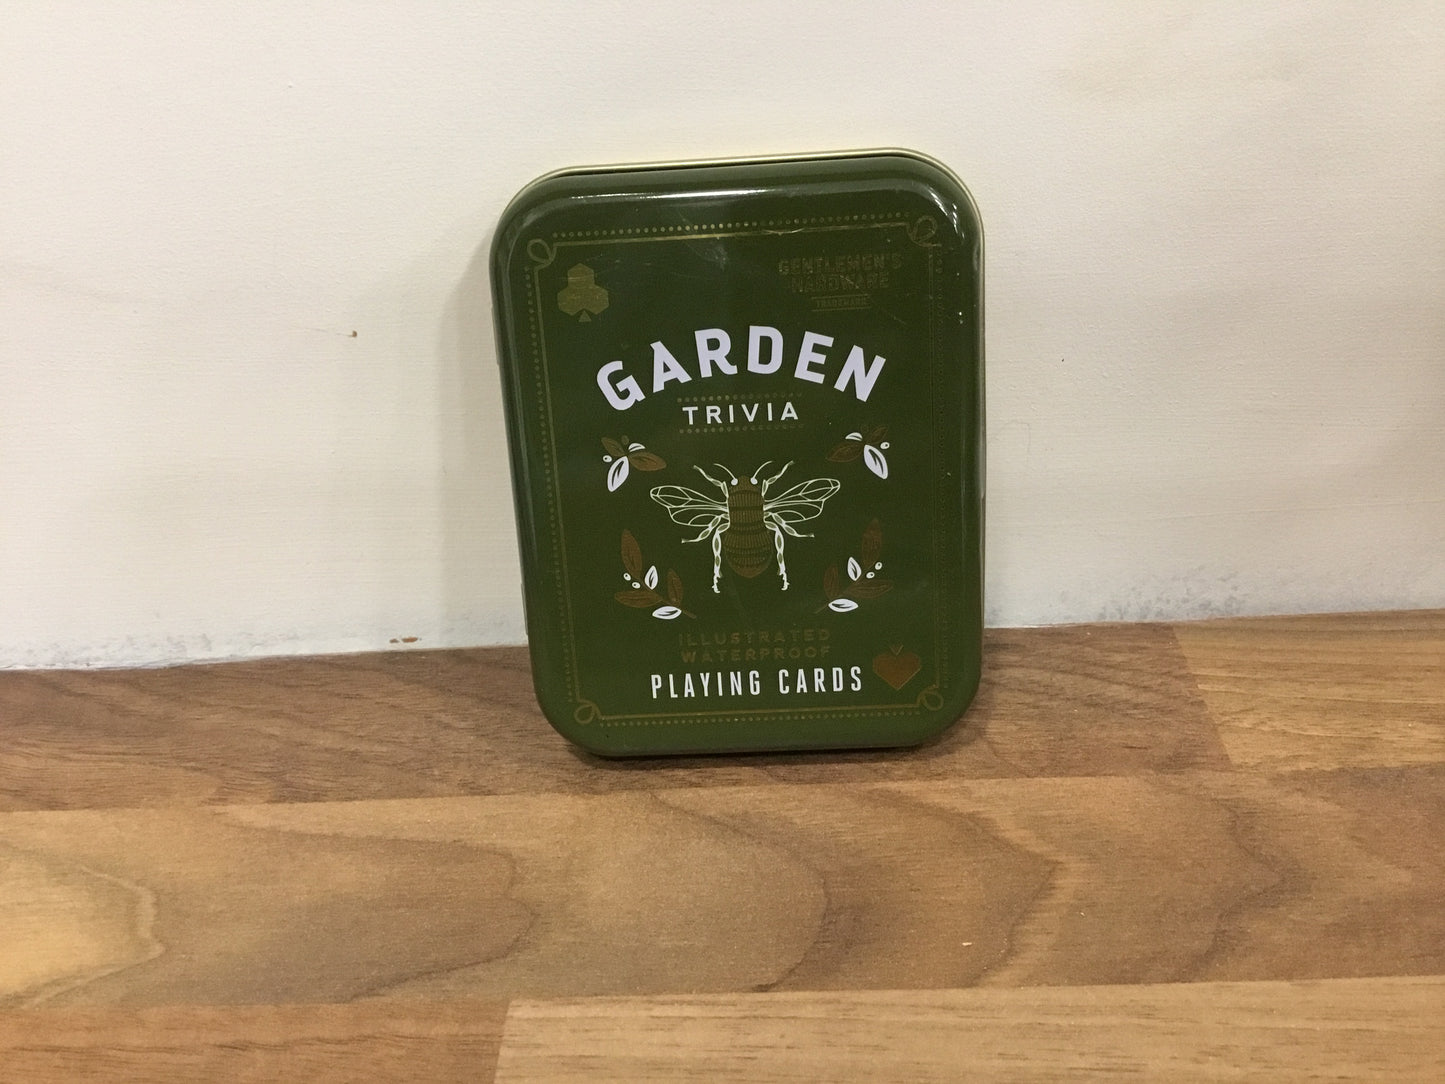 GENTLEMEN'S
HARDWARE
TRADEMARK
GARDEN
TRIVIA
ILLUSTRATED
WATERPROOF
PLAYING CARDS